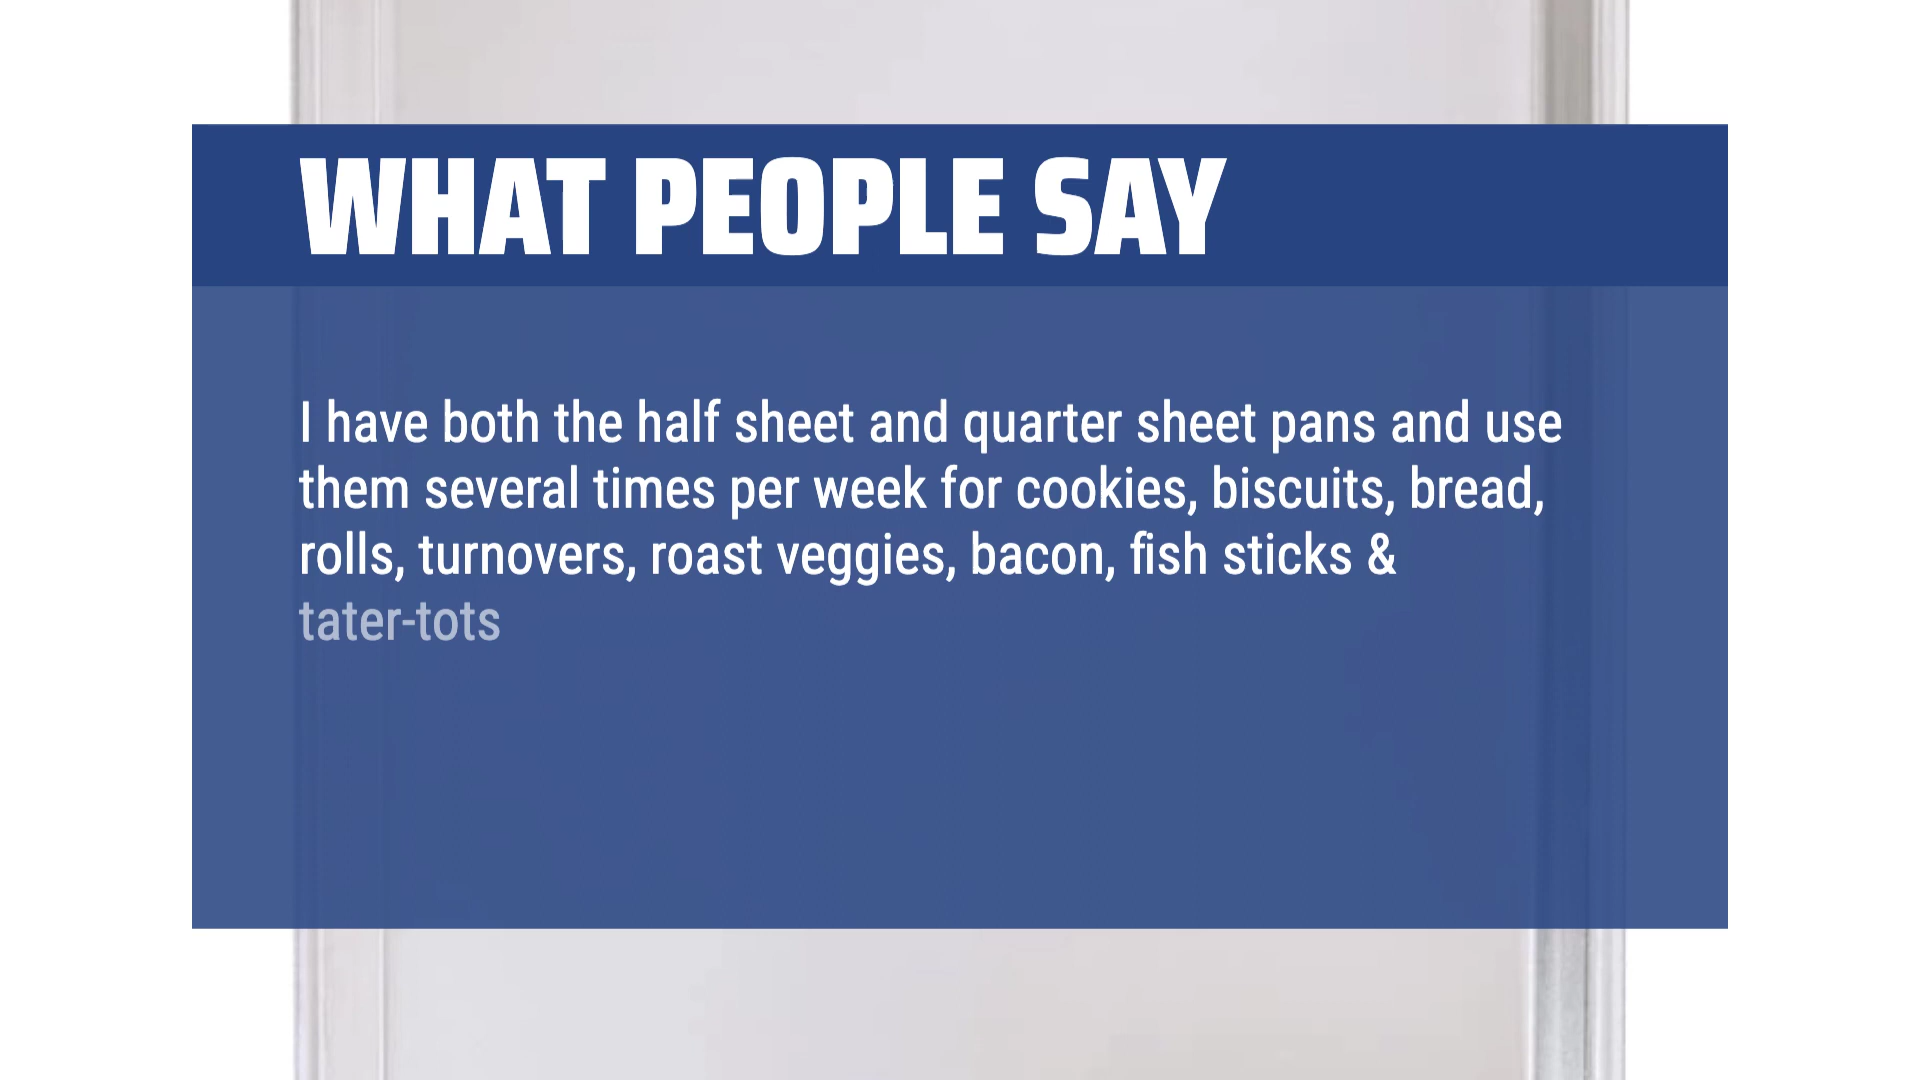 WHAT PEOPLE SAY
I have both the half sheet and quarter sheet pans and use
them several times per week for cookies, biscuits, bread,
rolls, turnovers, roast veggies, bacon, fish sticks &
tater-tots